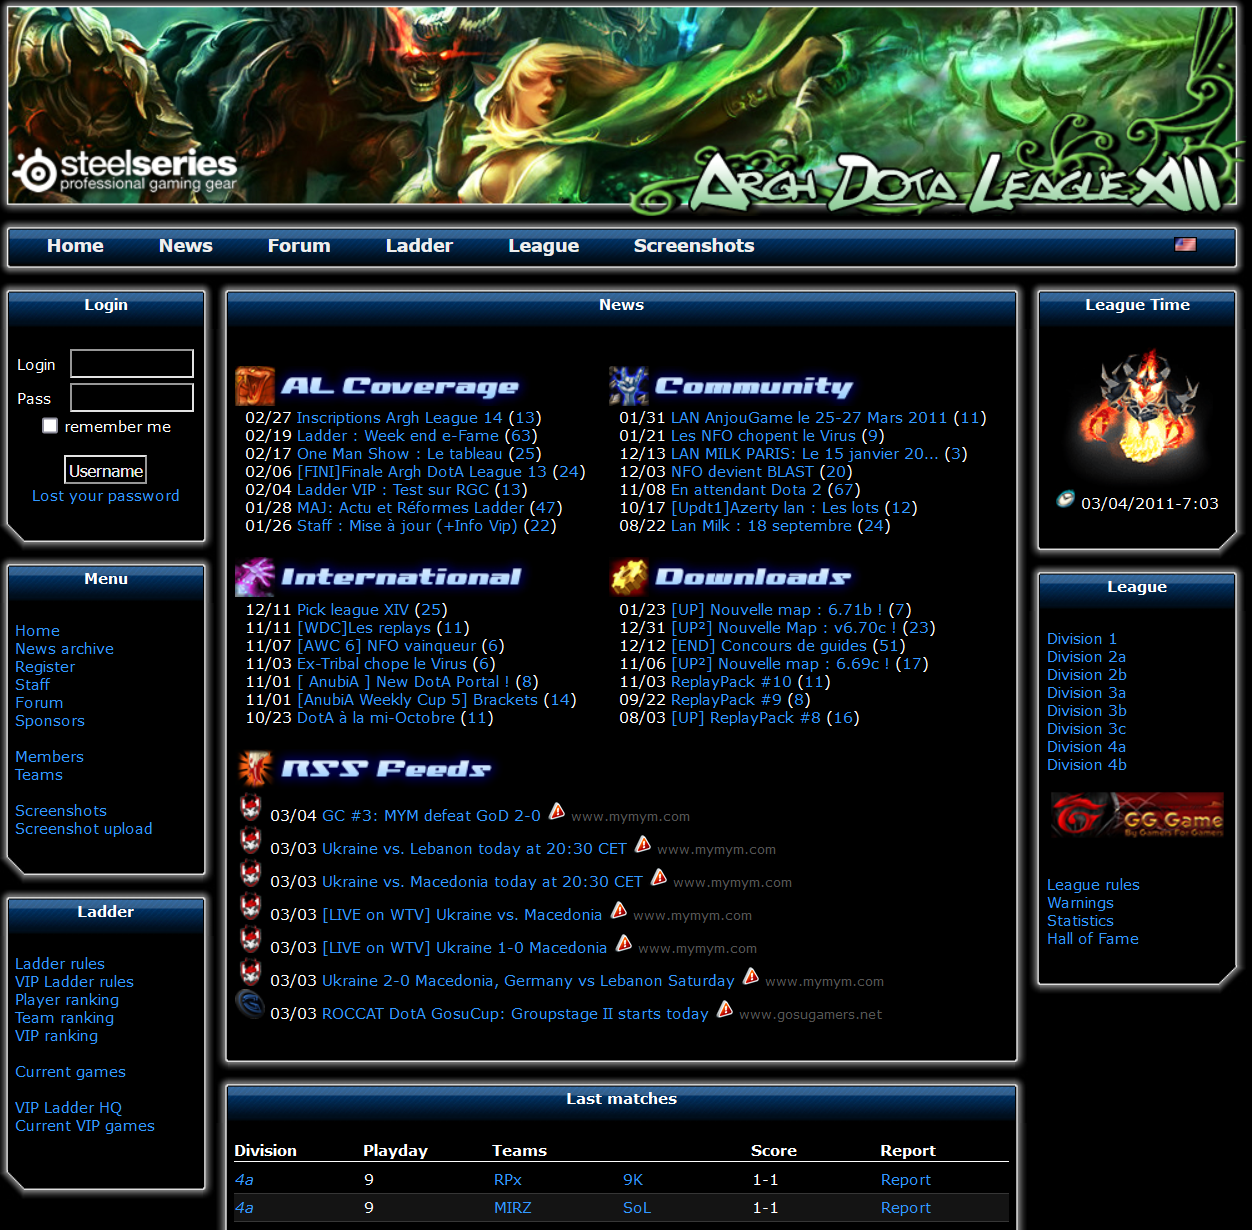 steelseries
professional gaming gear
Argh Dota League XIII
Home News Forum Ladder League Screenshots
Login
Login
Pass
remember me
Username
Lost your password
Menu
Home
News archive
Register
Staff
Forum
Sponsors
Members
Teams
Screenshots
Screenshot upload
Ladder
Ladder rules
VIP Ladder rules
Player ranking
Team ranking
VIP ranking
Current games
VIP Ladder HQ
Current VIP games
News
AL Coverage
02/27 Inscriptions Argh League 14 (13)
02/19 Ladder : Week end e-Fame (63)
02/17 One Man Show : Le tableau (25)
02/06 [FINI]Finale Argh DotA League 13 (24)
02/04 Ladder VIP : Test sur RGC (13)
01/28 MAJ: Actu et Réformes Ladder (47)
01/26 Staff : Mise à jour (+Info Vip) (22)
Community
01/31 LAN AnjouGame le 25-27 Mars 2011 (11)
01/21 Les NFO chopent le Virus (9)
12/13 LAN MILK PARIS: Le 15 janvier 20... (3)
12/03 NFO devient BLAST (20)
11/08 En attendant Dota 2 (67)
10/17 [Updt1]Azerty lan : Les lots (12)
08/22 Lan Milk : 18 septembre (24)
International
12/11 Pick league XIV (25)
11/11 [WDC]Les replays (11)
11/07 [AWC 6] NFO vainqueur (6)
11/03 Ex-Tribal chope le Virus (6)
11/01 [ AnubiA ] New DotA Portal ! (8)
11/01 [AnubiA Weekly Cup 5] Brackets (14)
10/23 DotA à la mi-Octobre (11)
Downloads
01/23 [UP] Nouvelle map : 6.71b ! (7)
12/31 [UP²] Nouvelle Map : v6.70c ! (23)
12/12 [END] Concours de guides (51)
11/06 [UP²] Nouvelle map : 6.69c ! (17)
11/03 ReplayPack #10 (11)
09/22 ReplayPack #9 (8)
08/03 [UP] ReplayPack #8 (16)
RSS Feeds
03/04 GC #3: MYM defeat GoD 2-0 www.mymym.com
03/03 Ukraine vs. Lebanon today at 20:30 CET www.mymym.com
03/03 Ukraine vs. Macedonia today at 20:30 CET www.mymym.com
03/03 [LIVE on WTV] Ukraine vs. Macedonia www.mymym.com
03/03 [LIVE on WTV] Ukraine 1-0 Macedonia www.mymym.com
03/03 Ukraine 2-0 Macedonia, Germany vs Lebanon Saturday www.mymym.com
03/03 ROCCAT DotA GosuCup: Groupstage II starts today www.gosugamers.net
Last matches
Division Playday Teams Score Report
4a 9 RPx 9K 1-1 Report
4a 9 MIRZ SoL 1-1 Report
League Time
03/04/2011-7:03
League
Division 1
Division 2a
Division 2b
Division 3a
Division 3b
Division 3c
Division 4a
Division 4b
GG Game
By Gamers For Gamers
League rules
Warnings
Statistics
Hall of Fame